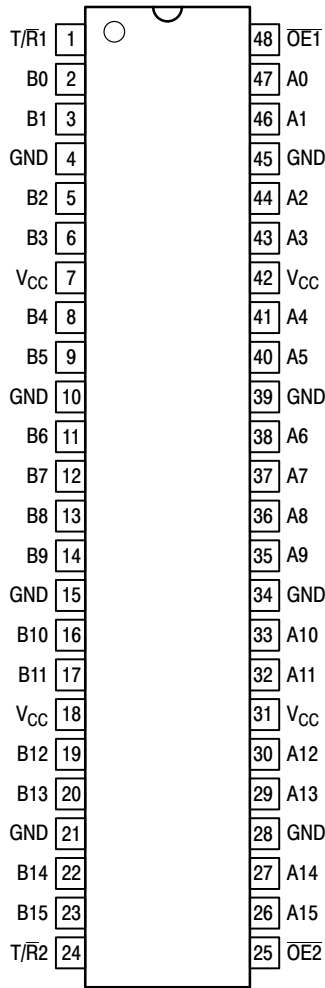 T/R̅1 1 48 O̅E̅1̅
B0 2 47 A0
B1 3 46 A1
GND 4 45 GND
B2 5 44 A2
B3 6 43 A3
VCC 7 42 VCC
B4 8 41 A4
B5 9 40 A5
GND 10 39 GND
B6 11 38 A6
B7 12 37 A7
B8 13 36 A8
B9 14 35 A9
GND 15 34 GND
B10 16 33 A10
B11 17 32 A11
VCC 18 31 VCC
B12 19 30 A12
B13 20 29 A13
GND 21 28 GND
B14 22 27 A14
B15 23 26 A15
T/R̅2 24 25 O̅E̅2̅